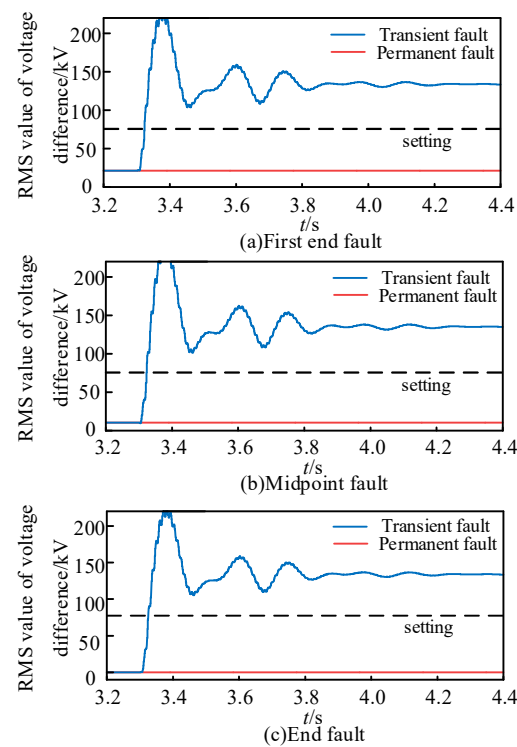 RMS value of voltage
difference/kV
200
150
100
50
0
Transient fault
Permanent fault
setting
3.2 3.4 3.6 3.8 4.0 4.2 4.4
t/s
(a)First end fault
RMS value of voltage
difference/kV
200
150
100
50
0
Transient fault
Permanent fault
setting
3.2 3.4 3.6 3.8 4.0 4.2 4.4
t/s
(b)Midpoint fault
RMS value of voltage
difference/kV
200
150
100
50
0
Transient fault
Permanent fault
setting
3.2 3.4 3.6 3.8 4.0 4.2 4.4
t/s
(c)End fault